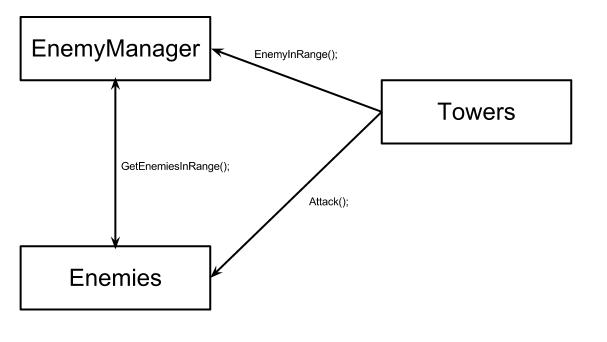 EnemyManager
EnemyInRange();
Towers
GetEnemiesInRange();
Attack();
Enemies